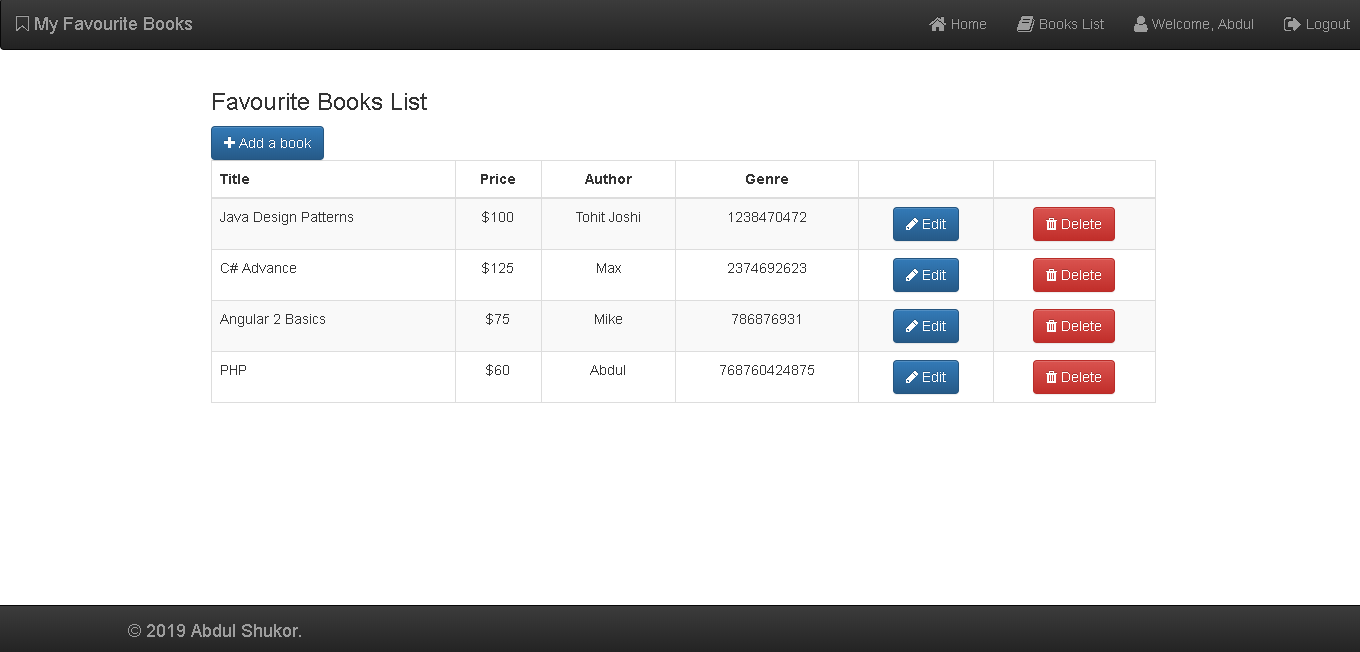 My Favourite Books Home Books List Welcome, Abdul Logout
Favourite Books List
Add a book
Title Price Author Genre
Java Design Patterns $100 Tohit Joshi 1238470472 Edit Delete
C# Advance $125 Max 2374692623 Edit Delete
Angular 2 Basics $75 Mike 786876931 Edit Delete
PHP $60 Abdul 768760424875 Edit Delete
© 2019 Abdul Shukor.